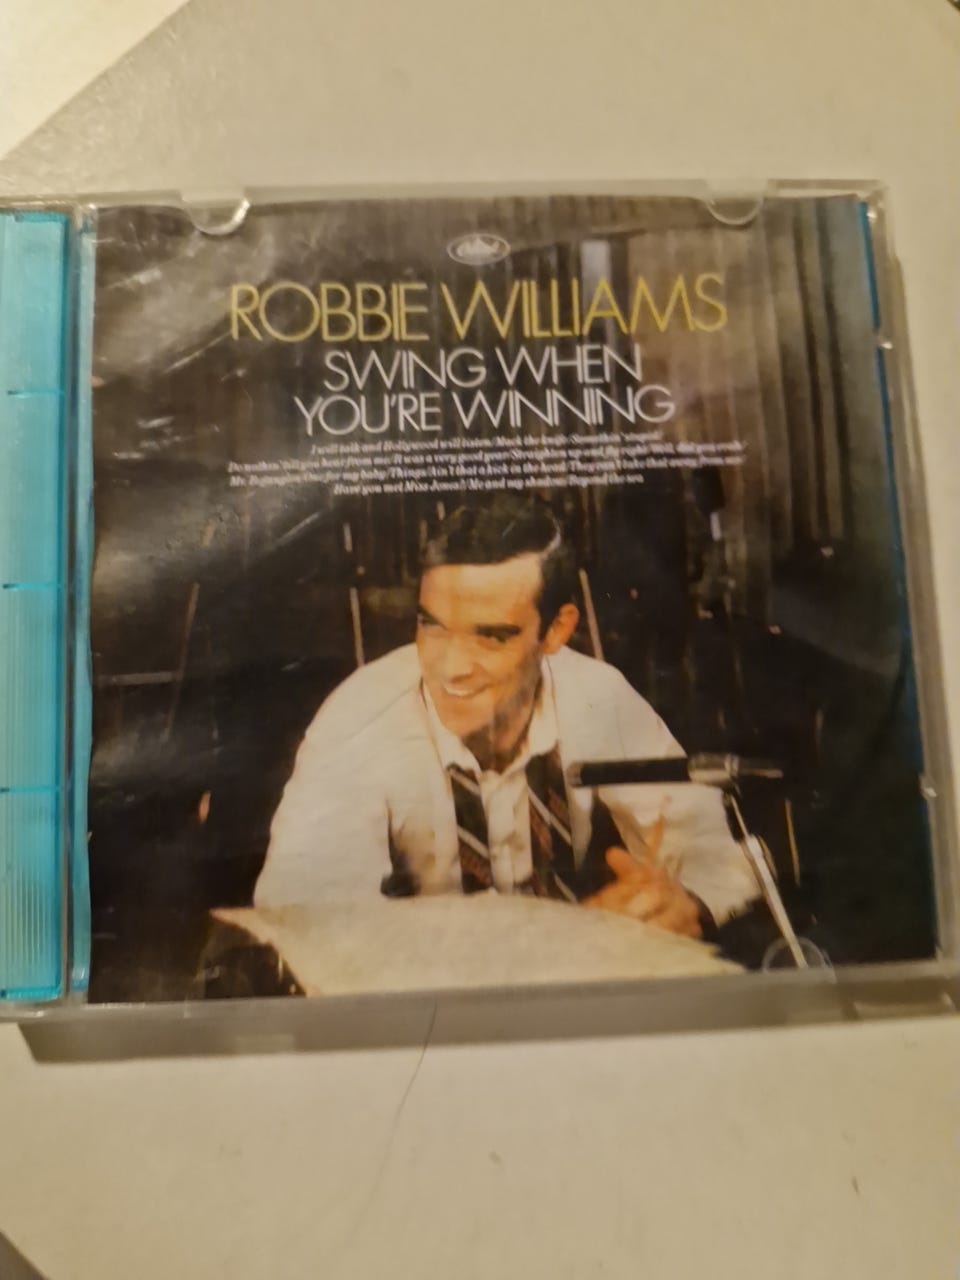 Capitol
ROBBIE WILLIAMS
SWING WHEN
YOU'RE WINNING
I will talk and Hollywood will listen/Mack the knife/Somethin' stupid/
Do nothin' till you hear from me/It was a very good year/Straighten up and fly right/Well, did you evah/
Mr. Bojangles/One for my baby/Things/Ain't that a kick in the head/They can't take that away from me/
Have you met Miss Jones?/Me and my shadow/Beyond the sea